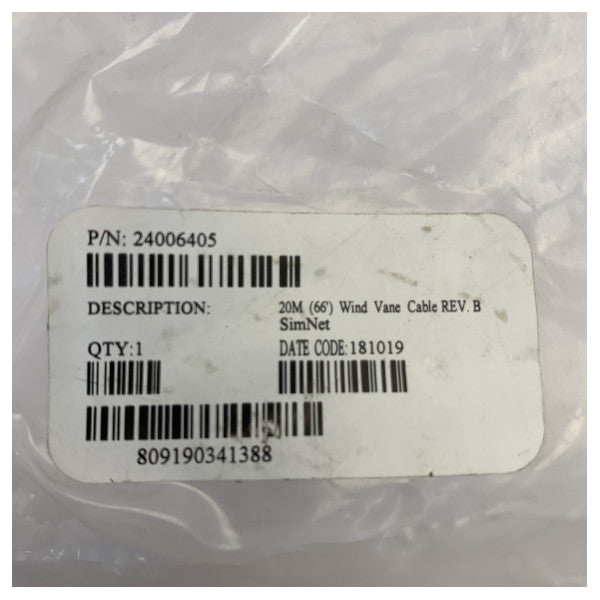 P/N: 24006405
DESCRIPTION: 20M (66') Wind Vane Cable REV. B
SimNet
QTY:1 DATE CODE:181019
809190341388